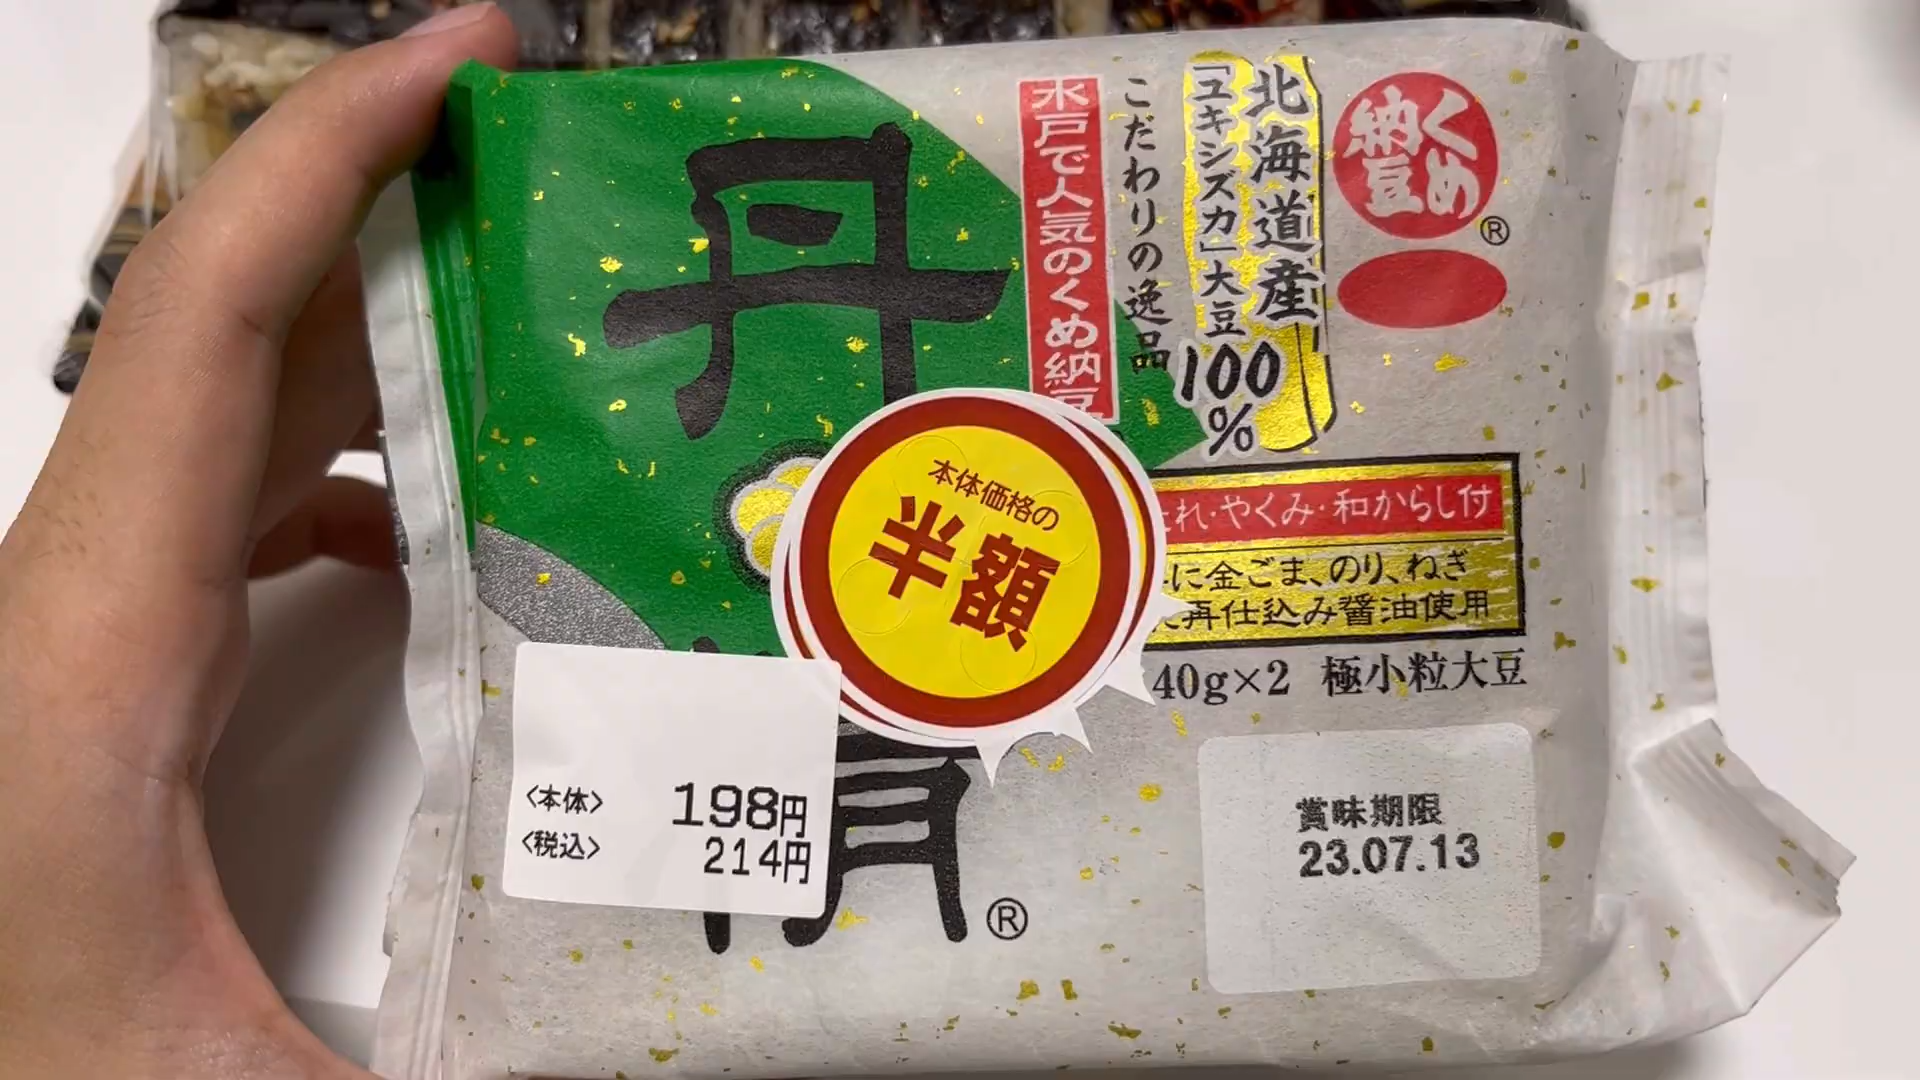 くめ
納豆
®
北海道産
「ユキシズカ」大豆
100
%
こだわりの逸品
水戸で人気のくめ納豆
丹
®
本体価格の
半額
れ・やくみ・和からし付
に金ごま、のり、ねぎ
再仕込み醤油使用
40g×2 極小粒大豆
<本体> 198円
<税込> 214円
賞味期限
23.07.13